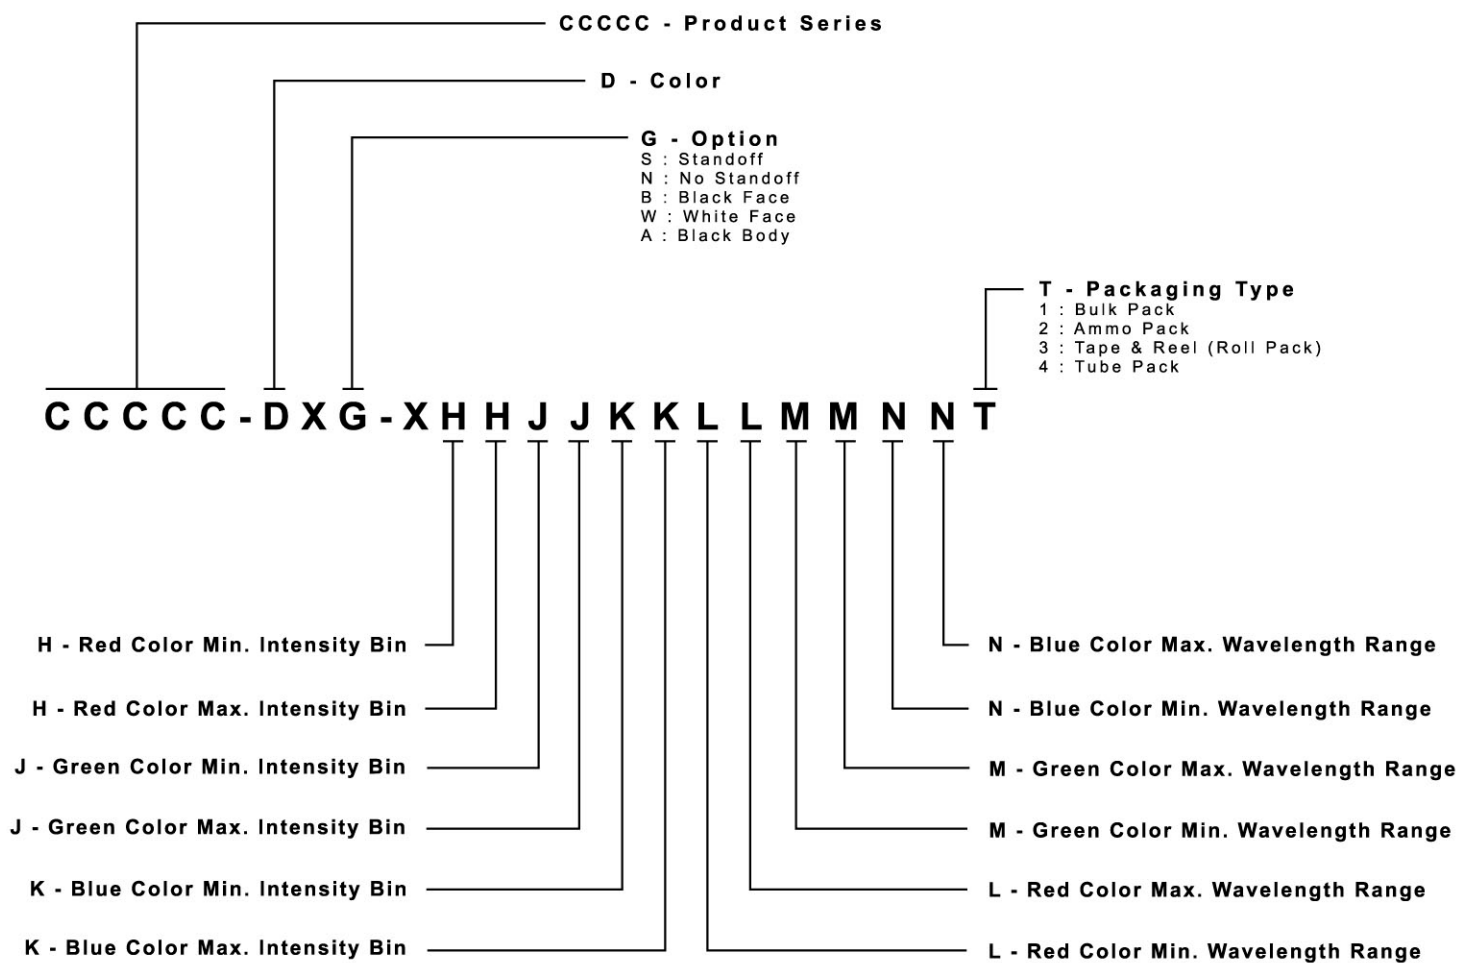 CCCCC - Product Series
D - Color
G - Option
S : Standoff
N : No Standoff
B : Black Face
W : White Face
A : Black Body
T - Packaging Type
1 : Bulk Pack
2 : Ammo Pack
3 : Tape & Reel (Roll Pack)
4 : Tube Pack
CCCCC-DXG-XHHJJKKLLMMNNT
H - Red Color Min. Intensity Bin
N - Blue Color Max. Wavelength Range
H - Red Color Max. Intensity Bin
N - Blue Color Min. Wavelength Range
J - Green Color Min. Intensity Bin
M - Green Color Max. Wavelength Range
J - Green Color Max. Intensity Bin
M - Green Color Min. Wavelength Range
K - Blue Color Min. Intensity Bin
L - Red Color Max. Wavelength Range
K - Blue Color Max. Intensity Bin
L - Red Color Min. Wavelength Range